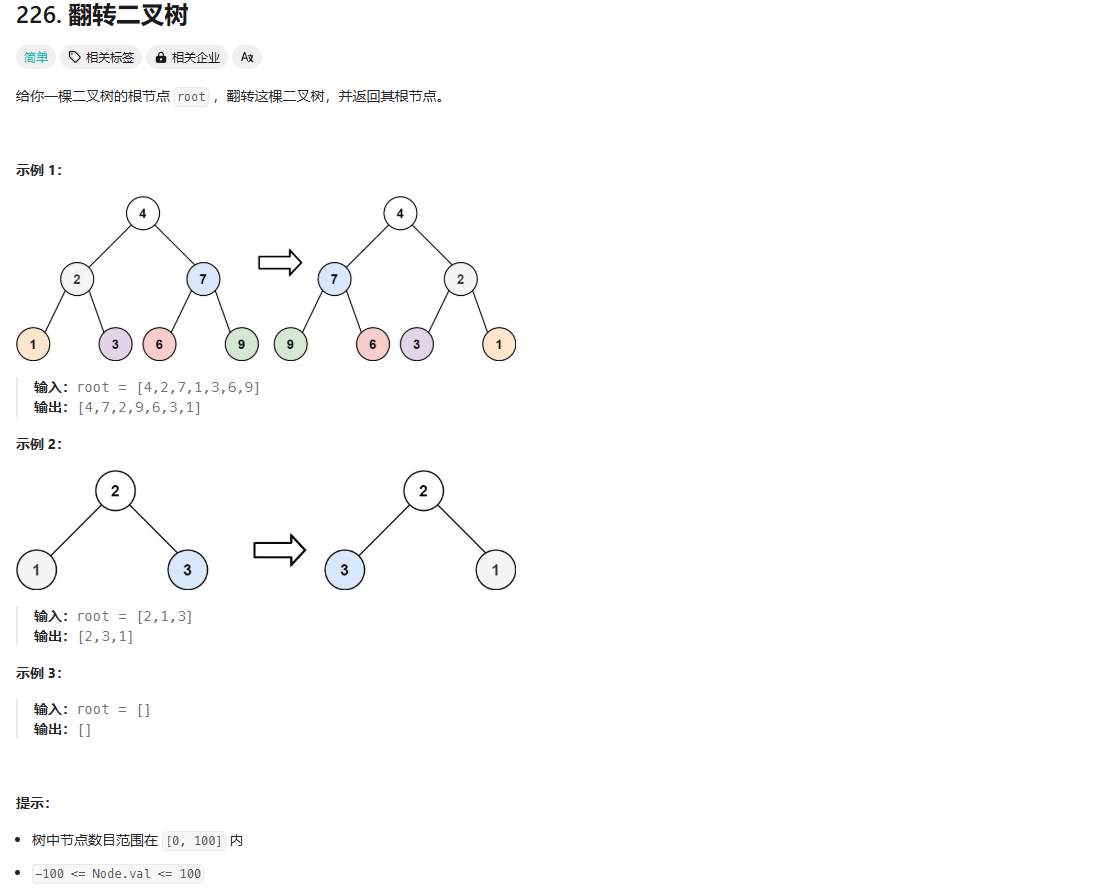 226. 翻转二叉树
简单 相关标签 相关企业 Aあ
给你一棵二叉树的根节点 root ，翻转这棵二叉树，并返回其根节点。
示例 1：
4 4
2 7 7 2
1 3 6 9 9 6 3 1
输入：root = [4,2,7,1,3,6,9]
输出：[4,7,2,9,6,3,1]
示例 2：
2 2
1 3 3 1
输入：root = [2,1,3]
输出：[2,3,1]
示例 3：
输入：root = []
输出：[]
提示：
• 树中节点数目范围在 [0, 100] 内
• -100 <= Node.val <= 100